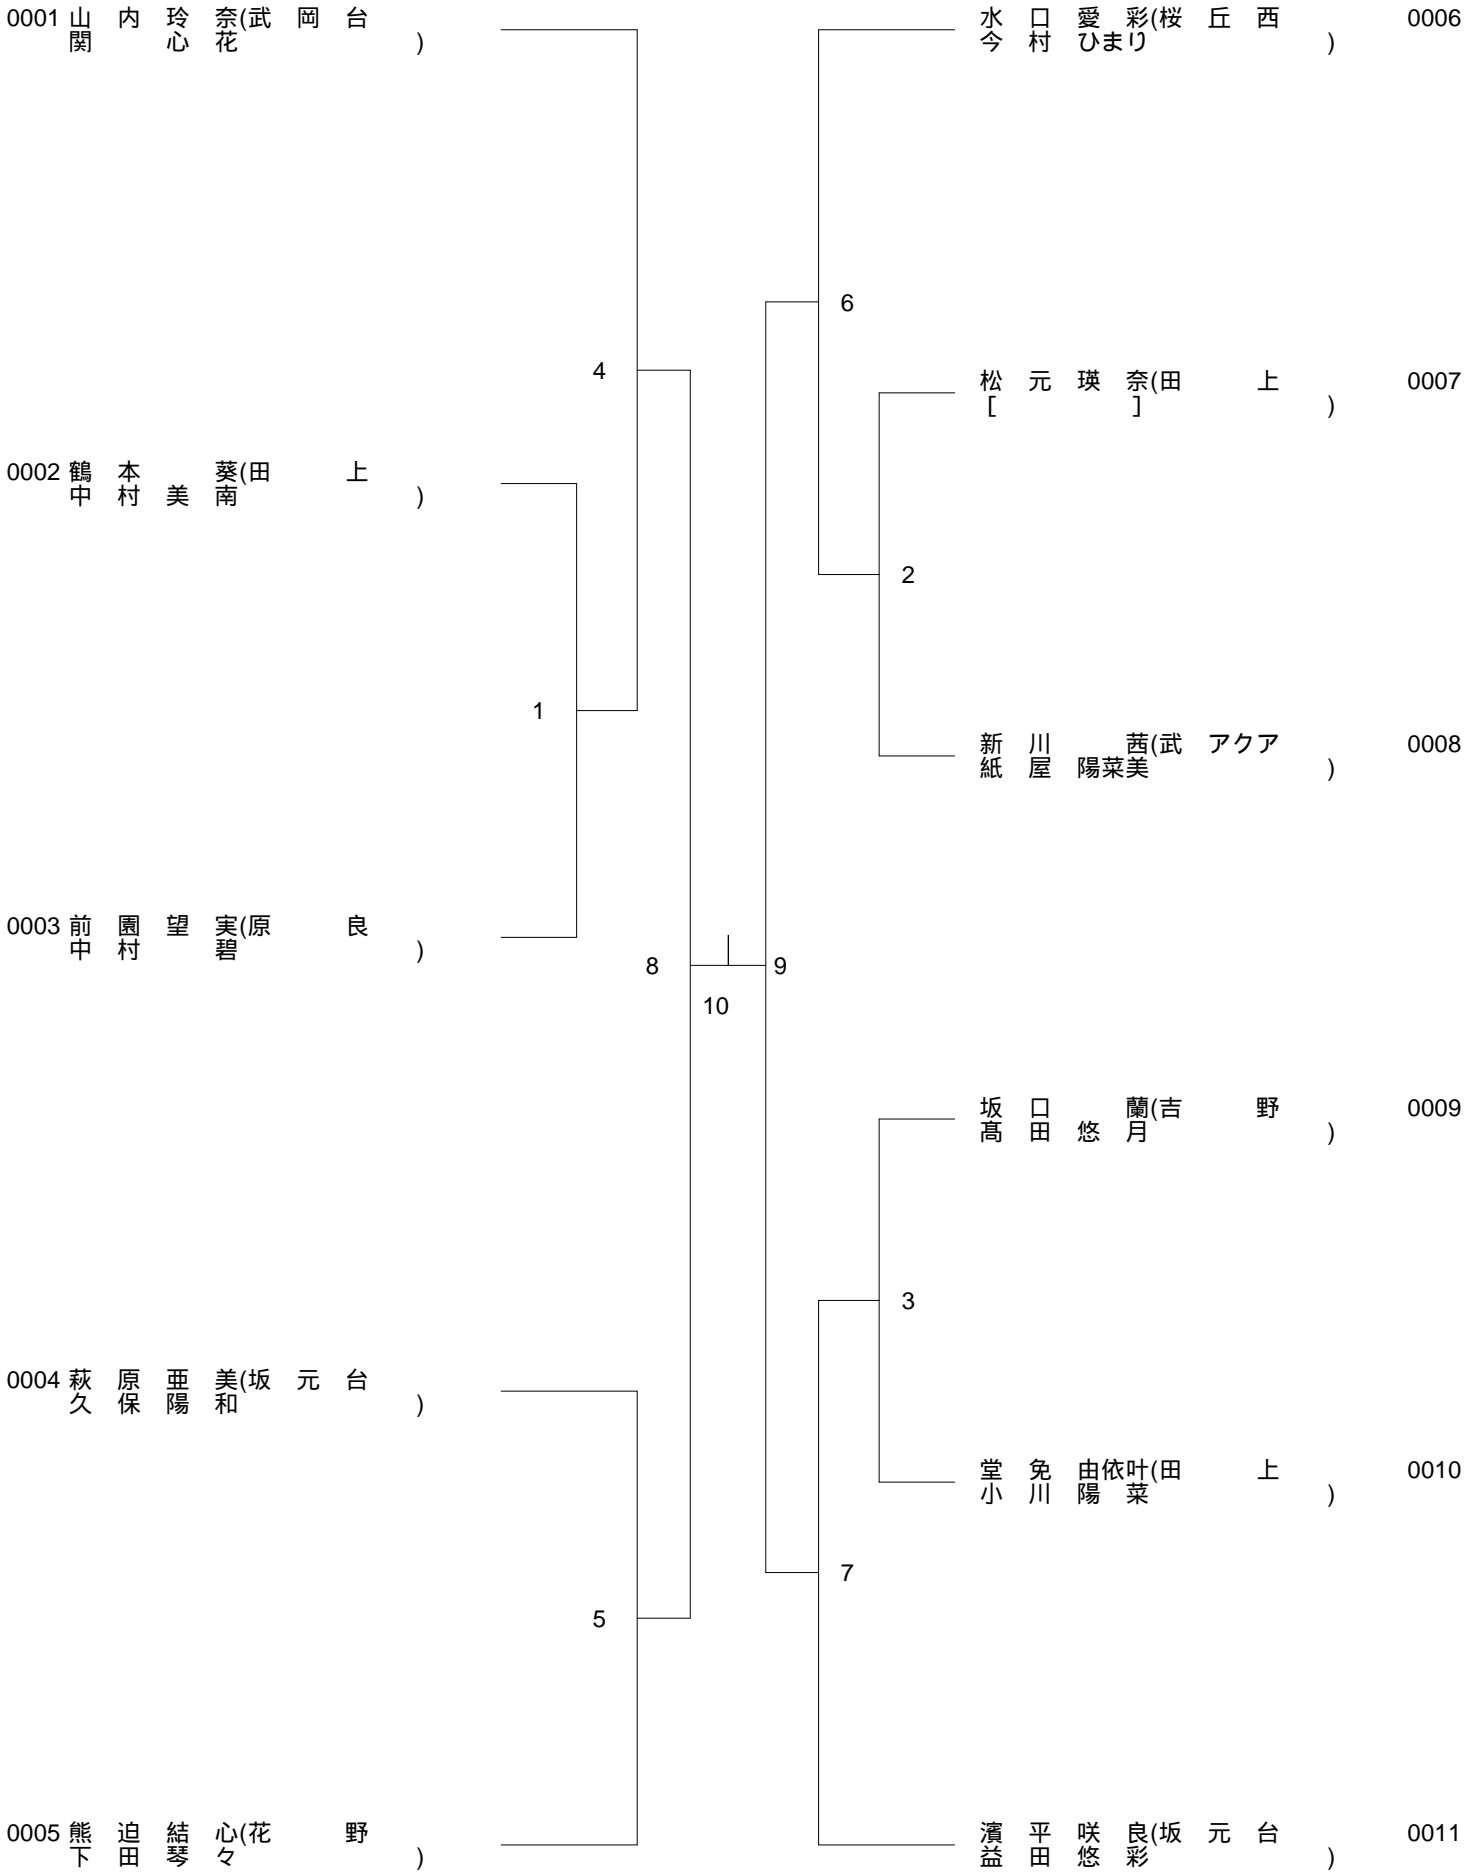 0001 山 内 玲 奈(武 岡 台
関 心 花 )
0002 鶴 本 葵(田 上
中 村 美 南 )
0003 前 園 望 実(原 良
中 村 碧 )
0004 萩 原 亜 美(坂 元 台
久 保 陽 和 )
0005 熊 迫 結 心(花 野
下 田 琴 々 )
4
1
8
10
5
水 口 愛 彩(桜 丘 西 0006
今 村 ひまり )
6
松 元 瑛 奈(田 上 0007
[ ] )
2
新 川 茜(武 アクア 0008
紙 屋 陽菜美 )
9
坂 口 蘭(吉 野 0009
髙 田 悠 月 )
3
堂 免 由依叶(田 上 0010
小 川 陽 菜 )
7
濱 平 咲 良(坂 元 台 0011
益 田 悠 彩 )